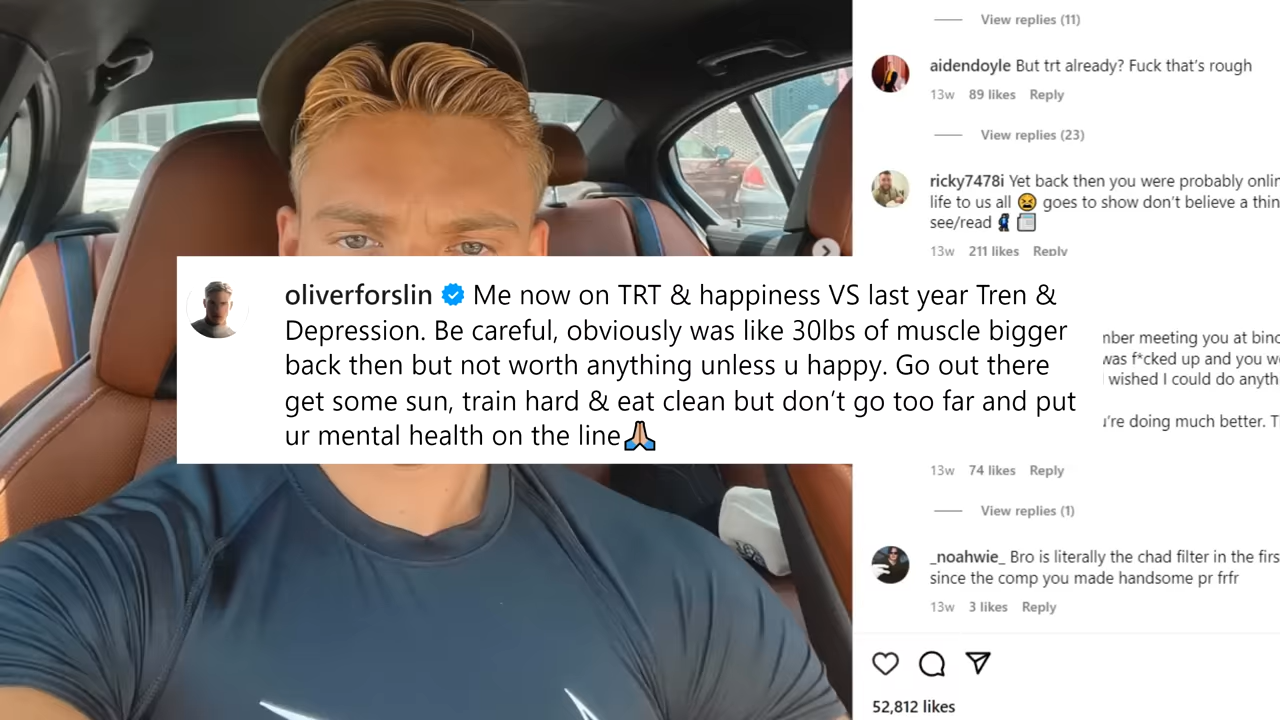 View replies (11)
aidendoyle But trt already? Fuck that's rough
13w 89 likes Reply
View replies (23)
ricky7478i Yet back then you were probably onlin
life to us all 😫 goes to show don't believe a thin
see/read
13w 211 likes Reply
oliverforslin Me now on TRT & happiness VS last year Tren &
Depression. Be careful, obviously was like 30lbs of muscle bigger
back then but not worth anything unless u happy. Go out there
get some sun, train hard & eat clean but don't go too far and put
ur mental health on the line🙏🏼
nber meeting you at binc
was f*cked up and you we
I wished I could do anyth
u're doing much better. T
13w 74 likes Reply
View replies (1)
_noahwie_ Bro is literally the chad filter in the firs
since the comp you made handsome pr frfr
13w 3 likes Reply
52,812 likes